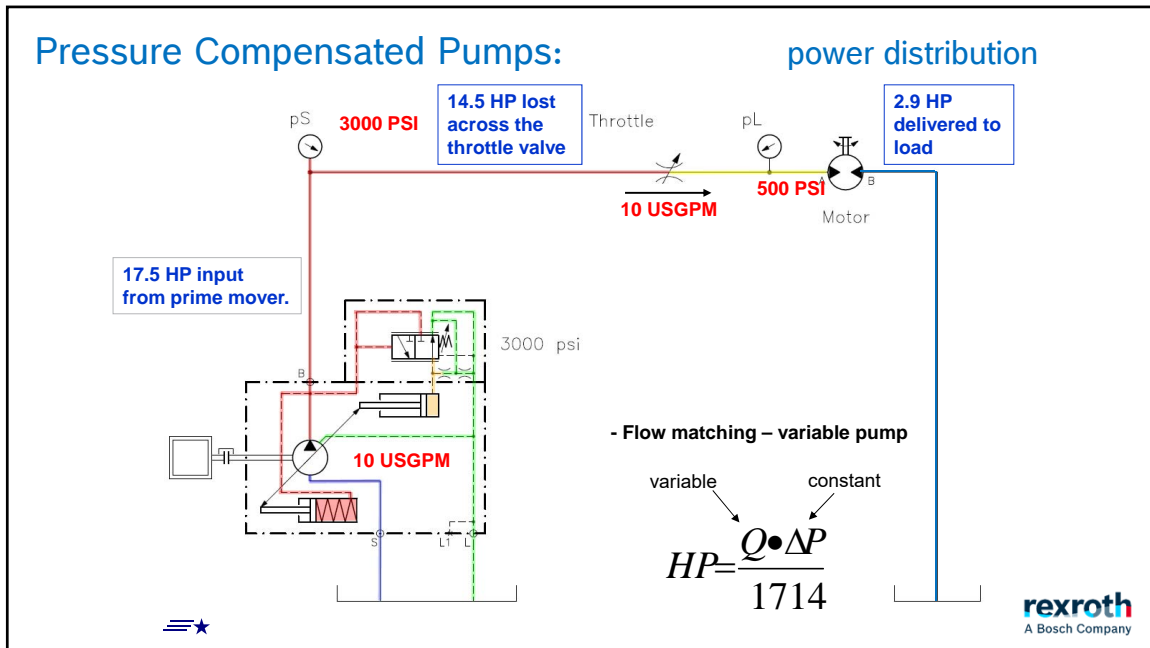 Pressure Compensated Pumps: power distribution
14.5 HP lost
across the
throttle valve
2.9 HP
delivered to
load
pS
3000 PSI
Throttle
pL
10 USGPM
500 PSI
A
B
Motor
17.5 HP input
from prime mover.
3000 psi
B
10 USGPM
S
L1
L
- Flow matching – variable pump
variable
constant
HP=Q•ΔP
1714
rexroth
A Bosch Company